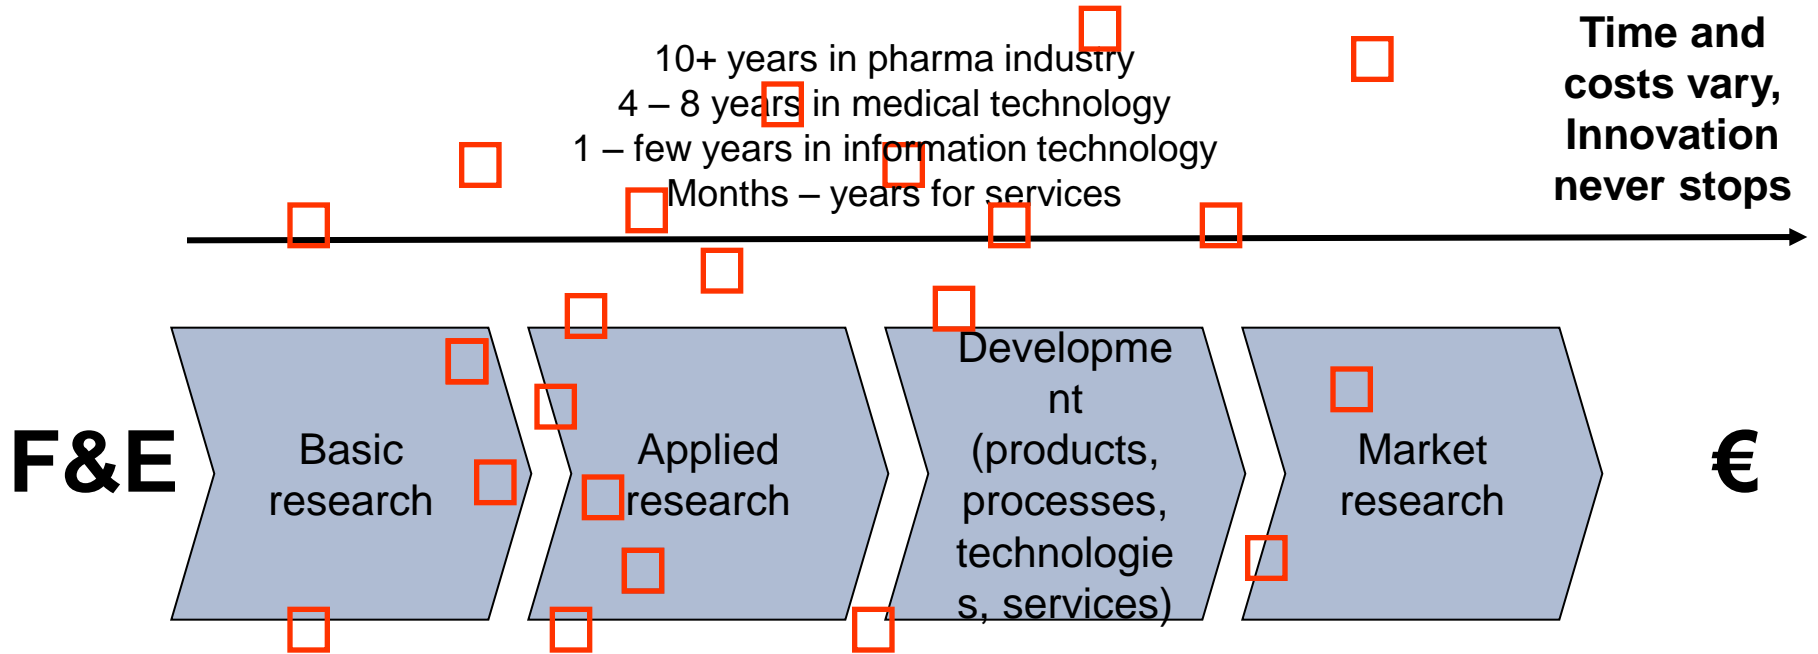 10+ years in pharma industry
4 – 8 years in medical technology
1 – few years in information technology
Months – years for services
Time and
costs vary,
Innovation
never stops
F&E
Basic
research
Applied
research
Developme
nt
(products,
processes,
technologie
s, services)
Market
research
€